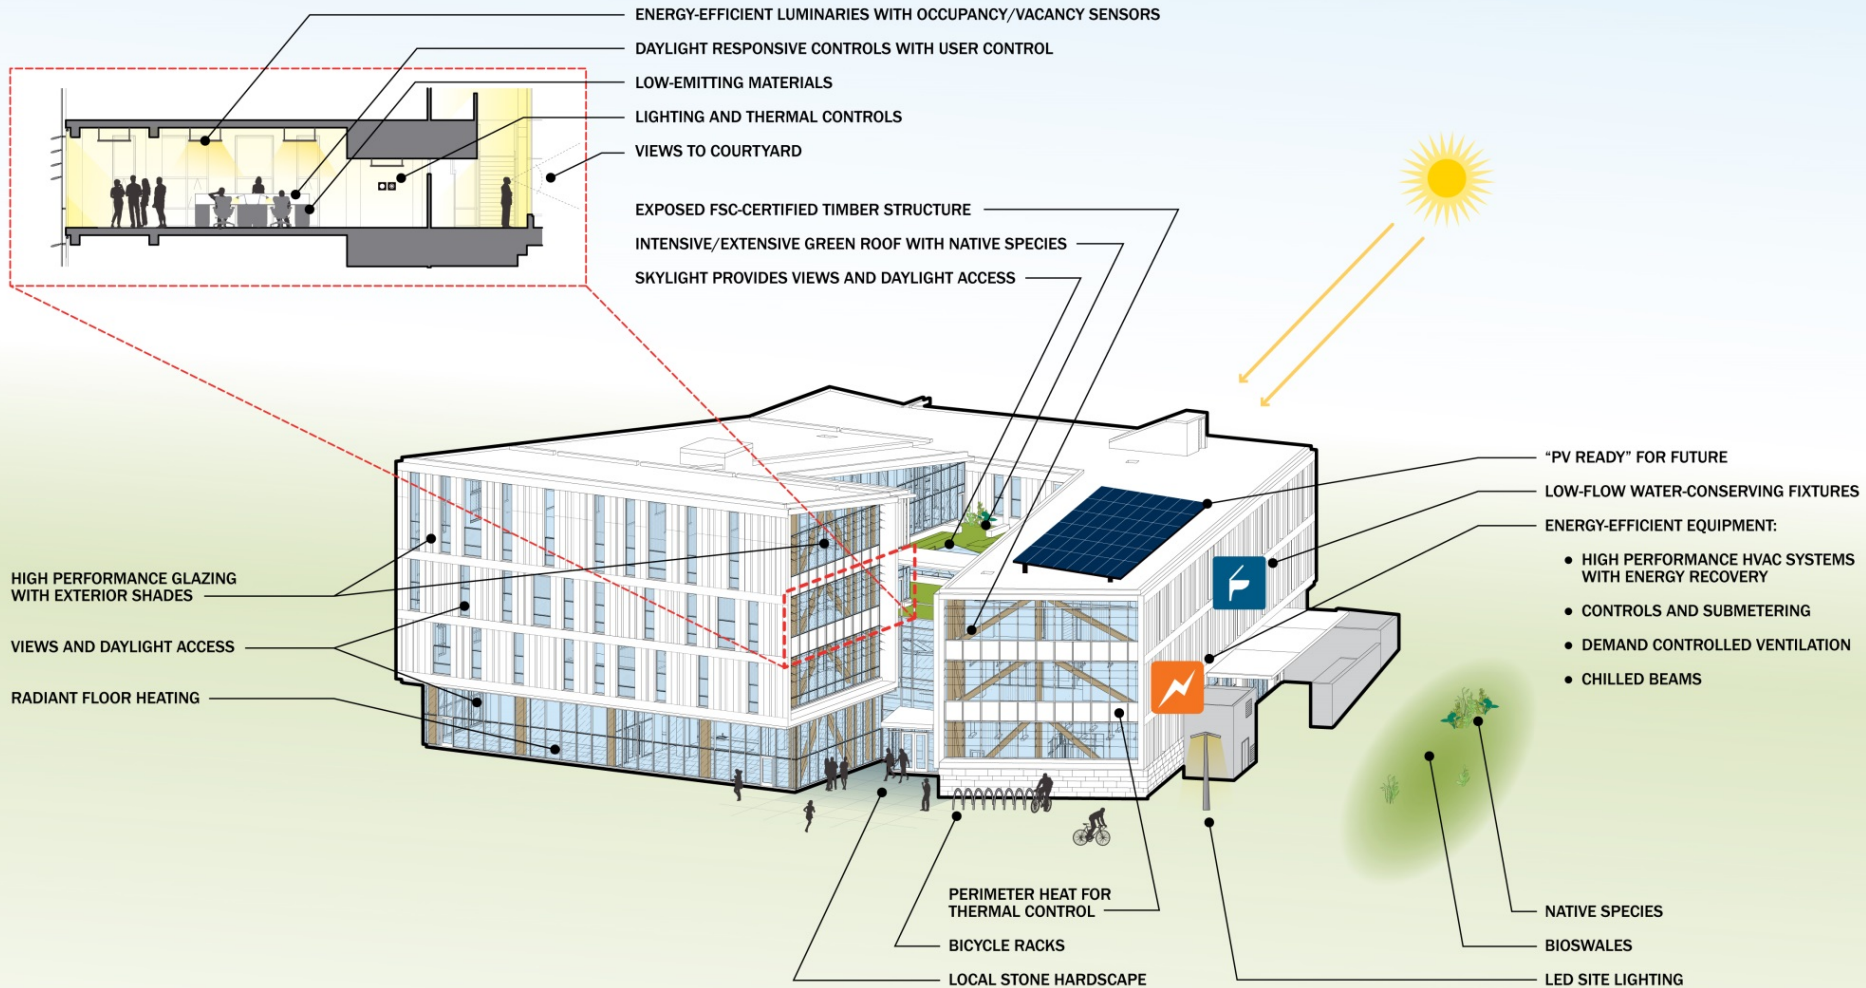 ENERGY-EFFICIENT LUMINARIES WITH OCCUPANCY/VACANCY SENSORS
DAYLIGHT RESPONSIVE CONTROLS WITH USER CONTROL
LOW-EMITTING MATERIALS
LIGHTING AND THERMAL CONTROLS
VIEWS TO COURTYARD
EXPOSED FSC-CERTIFIED TIMBER STRUCTURE
INTENSIVE/EXTENSIVE GREEN ROOF WITH NATIVE SPECIES
SKYLIGHT PROVIDES VIEWS AND DAYLIGHT ACCESS
HIGH PERFORMANCE GLAZING
WITH EXTERIOR SHADES
VIEWS AND DAYLIGHT ACCESS
RADIANT FLOOR HEATING
“PV READY” FOR FUTURE
LOW-FLOW WATER-CONSERVING FIXTURES
ENERGY-EFFICIENT EQUIPMENT:
• HIGH PERFORMANCE HVAC SYSTEMS
WITH ENERGY RECOVERY
• CONTROLS AND SUBMETERING
• DEMAND CONTROLLED VENTILATION
• CHILLED BEAMS
PERIMETER HEAT FOR
THERMAL CONTROL
BICYCLE RACKS
LOCAL STONE HARDSCAPE
NATIVE SPECIES
BIOSWALES
LED SITE LIGHTING